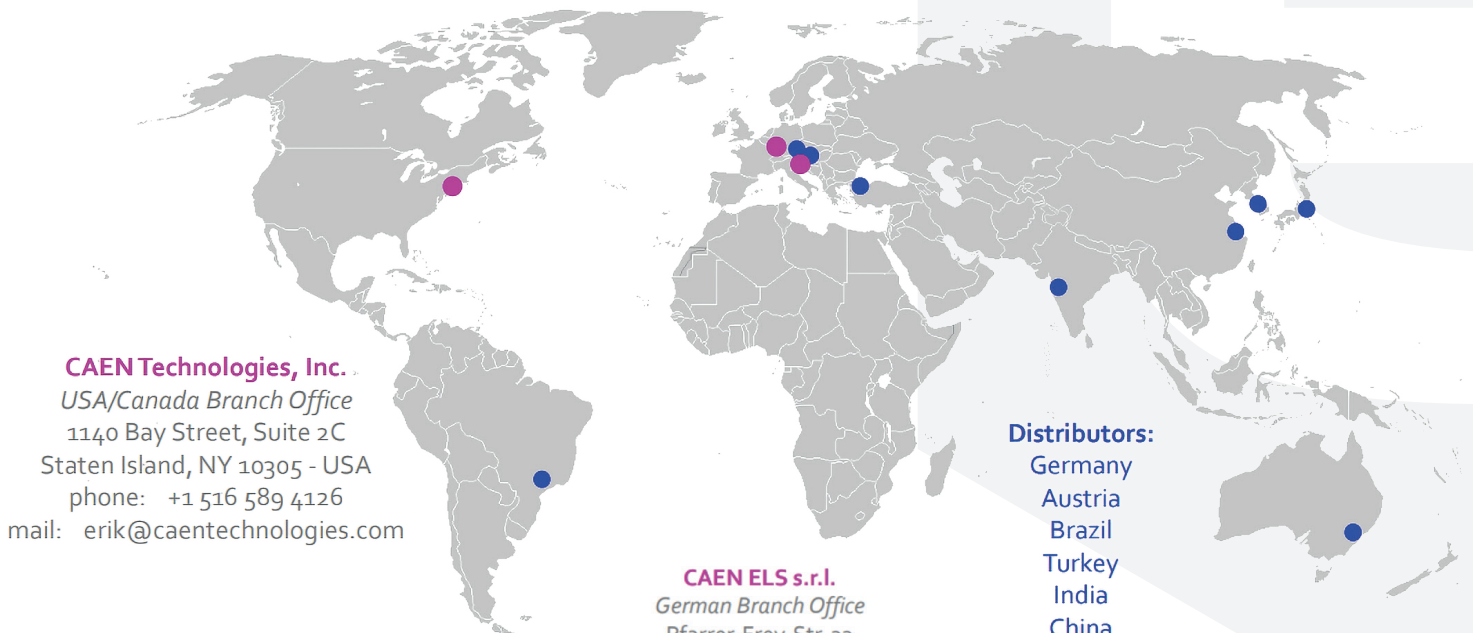 CAEN Technologies, Inc.
USA/Canada Branch Office
1140 Bay Street, Suite 2C
Staten Island, NY 10305 - USA
phone: +1 516 589 4126
mail: erik@caentechnologies.com
CAEN ELS s.r.l.
German Branch Office
Distributors:
Germany
Austria
Brazil
Turkey
India
China